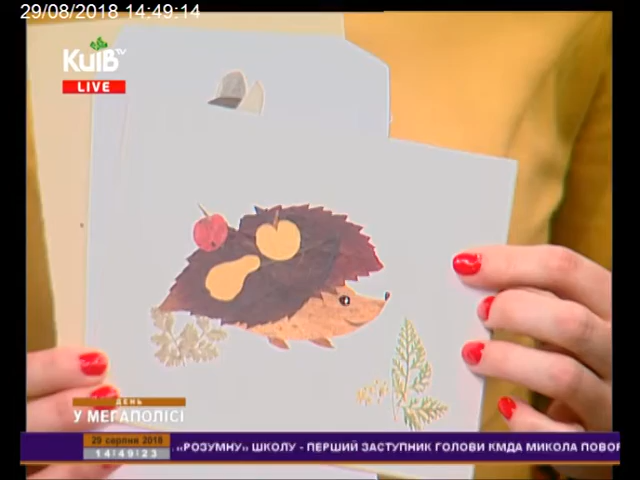 29/08/2018 14:49:14
КиЇВ TV
LIVE
ДЕНЬ
У МЕГАПОЛІСІ
29 серпня 2018
14:49:23
„РОЗУМНУ» ШКОЛУ - ПЕРШИЙ ЗАСТУПНИК ГОЛОВИ КМДА МИКОЛА ПОВОР